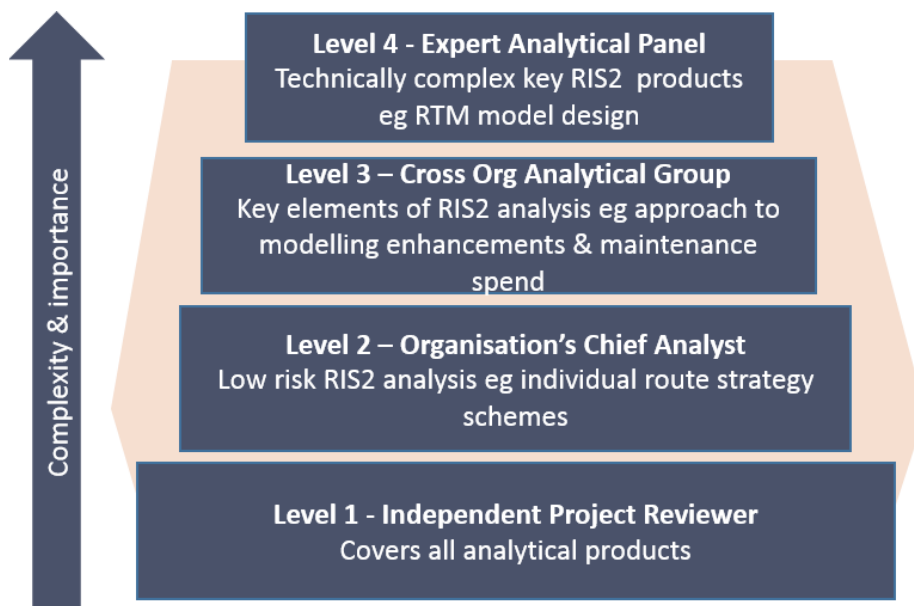 Complexity & importance
Level 4 - Expert Analytical Panel
Technically complex key RIS2 products
eg RTM model design
Level 3 – Cross Org Analytical Group
Key elements of RIS2 analysis eg approach to
modelling enhancements & maintenance
spend
Level 2 – Organisation's Chief Analyst
Low risk RIS2 analysis eg individual route strategy
schemes
Level 1 - Independent Project Reviewer
Covers all analytical products